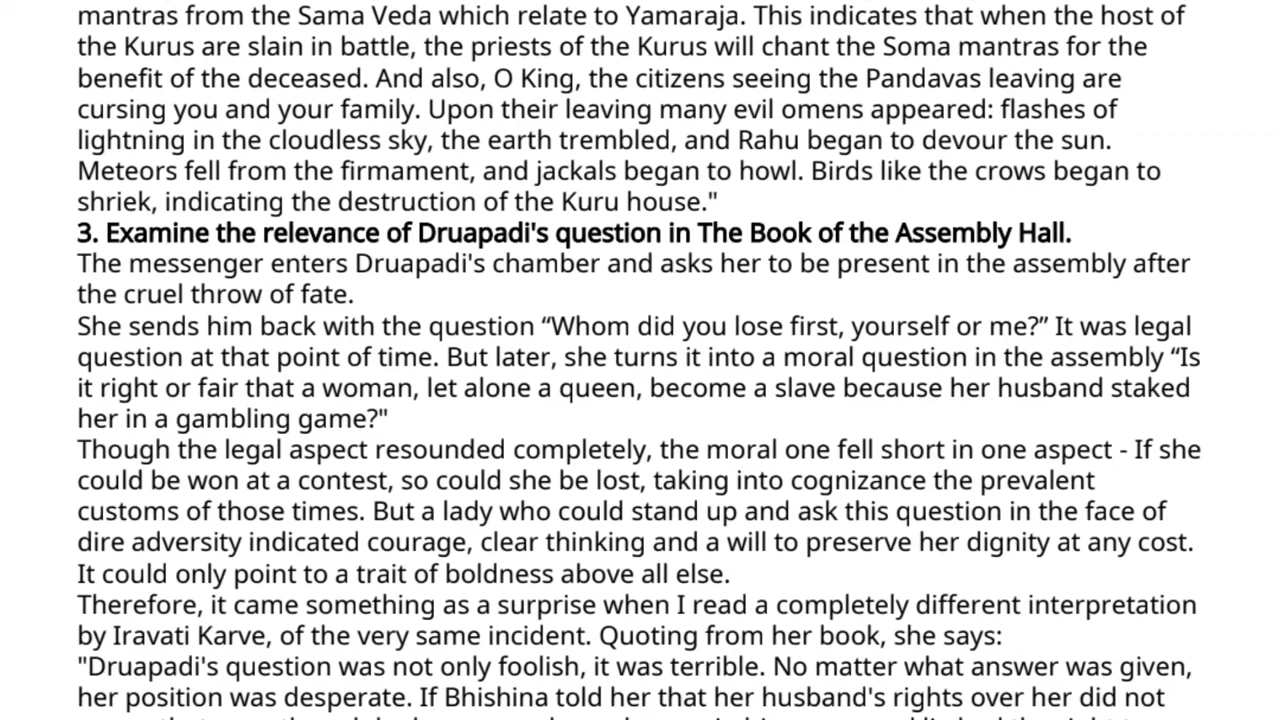 mantras from the Sama Veda which relate to Yamaraja. This indicates that when the host of
the Kurus are slain in battle, the priests of the Kurus will chant the Soma mantras for the
benefit of the deceased. And also, O King, the citizens seeing the Pandavas leaving are
cursing you and your family. Upon their leaving many evil omens appeared: flashes of
lightning in the cloudless sky, the earth trembled, and Rahu began to devour the sun.
Meteors fell from the firmament, and jackals began to howl. Birds like the crows began to
shriek, indicating the destruction of the Kuru house."
3. Examine the relevance of Druapadi's question in The Book of the Assembly Hall.
The messenger enters Druapadi's chamber and asks her to be present in the assembly after
the cruel throw of fate.
She sends him back with the question “Whom did you lose first, yourself or me?” It was legal
question at that point of time. But later, she turns it into a moral question in the assembly “Is
it right or fair that a woman, let alone a queen, become a slave because her husband staked
her in a gambling game?"
Though the legal aspect resounded completely, the moral one fell short in one aspect - If she
could be won at a contest, so could she be lost, taking into cognizance the prevalent
customs of those times. But a lady who could stand up and ask this question in the face of
dire adversity indicated courage, clear thinking and a will to preserve her dignity at any cost.
It could only point to a trait of boldness above all else.
Therefore, it came something as a surprise when I read a completely different interpretation
by Iravati Karve, of the very same incident. Quoting from her book, she says:
"Druapadi's question was not only foolish, it was terrible. No matter what answer was given,
her position was desperate. If Bhishina told her that her husband's rights over her did not